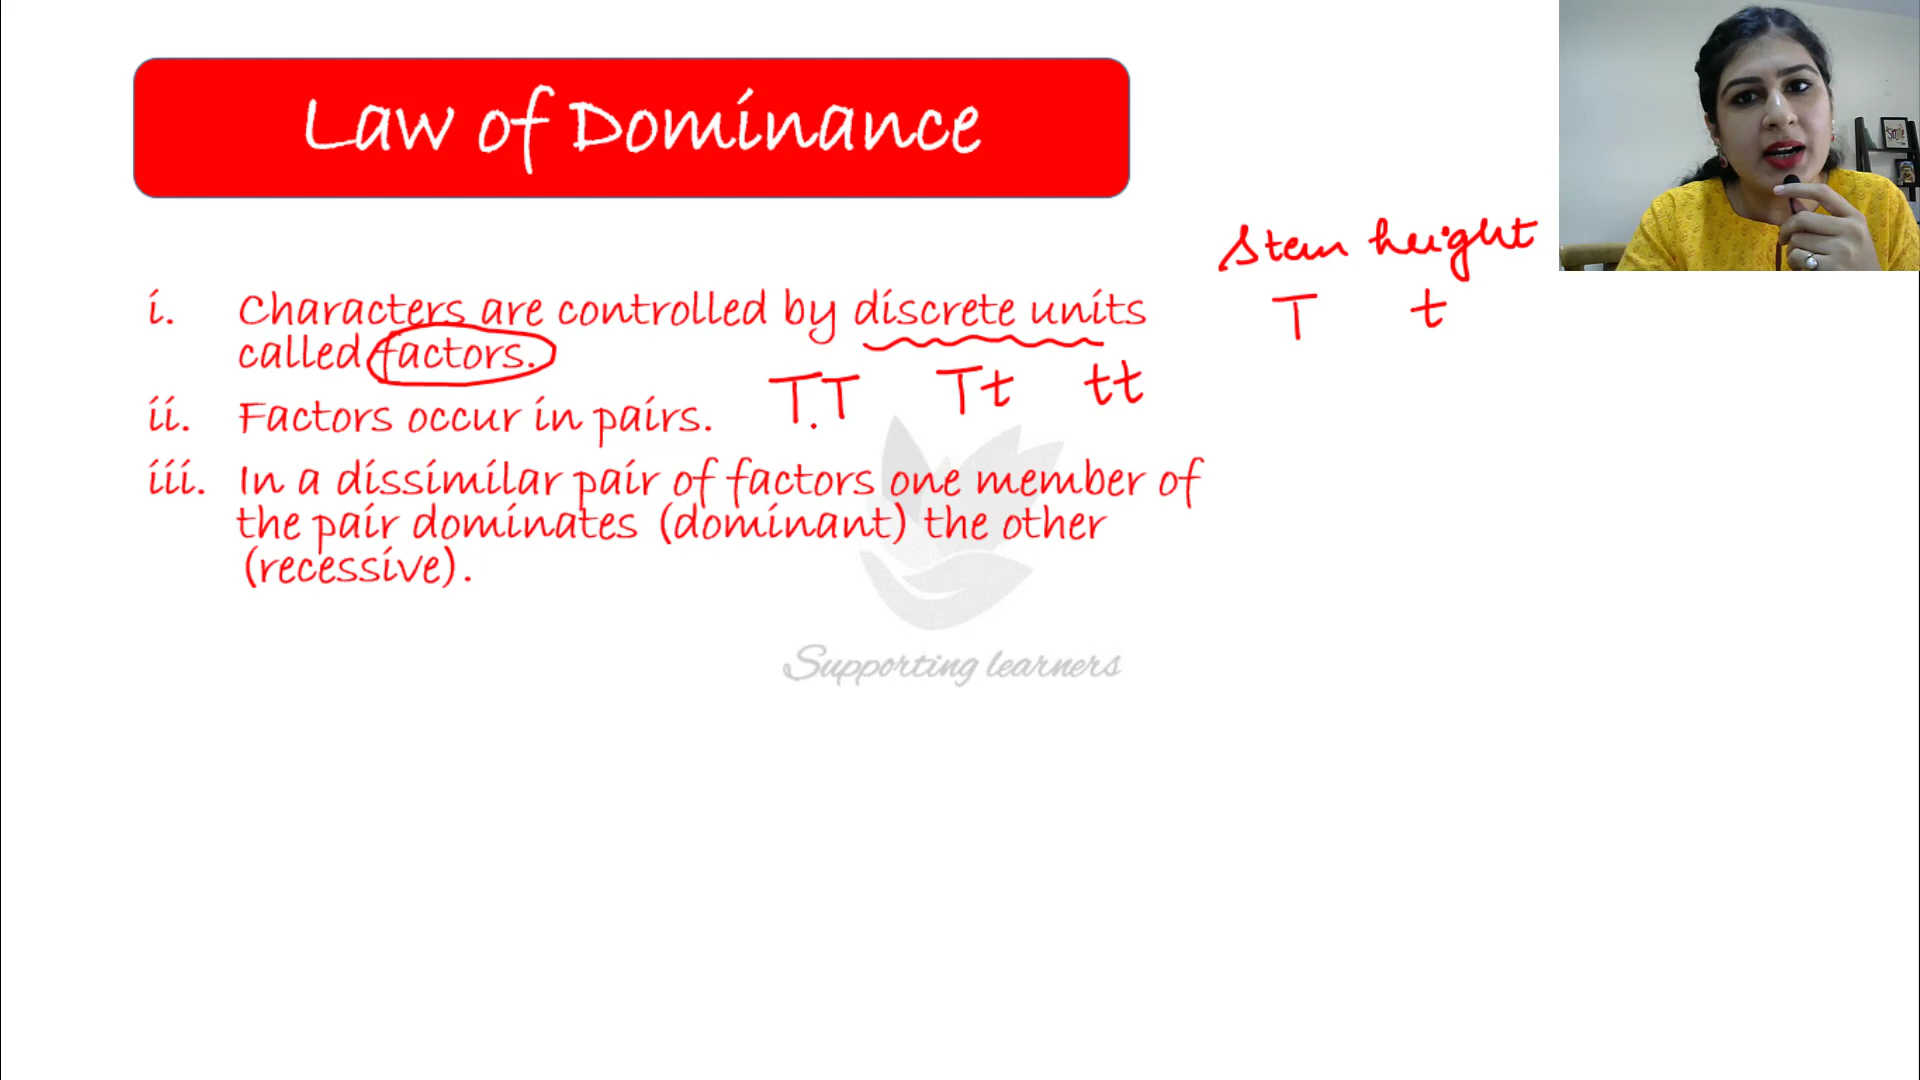 Law of Dominance
Stem height
T t
i. Characters are controlled by discrete units
called factors.
TT Tt tt
ii. Factors occur in pairs.
iii. In a dissimilar pair of factors one member of
the pair dominates (dominant) the other
(recessive).
Supporting learners